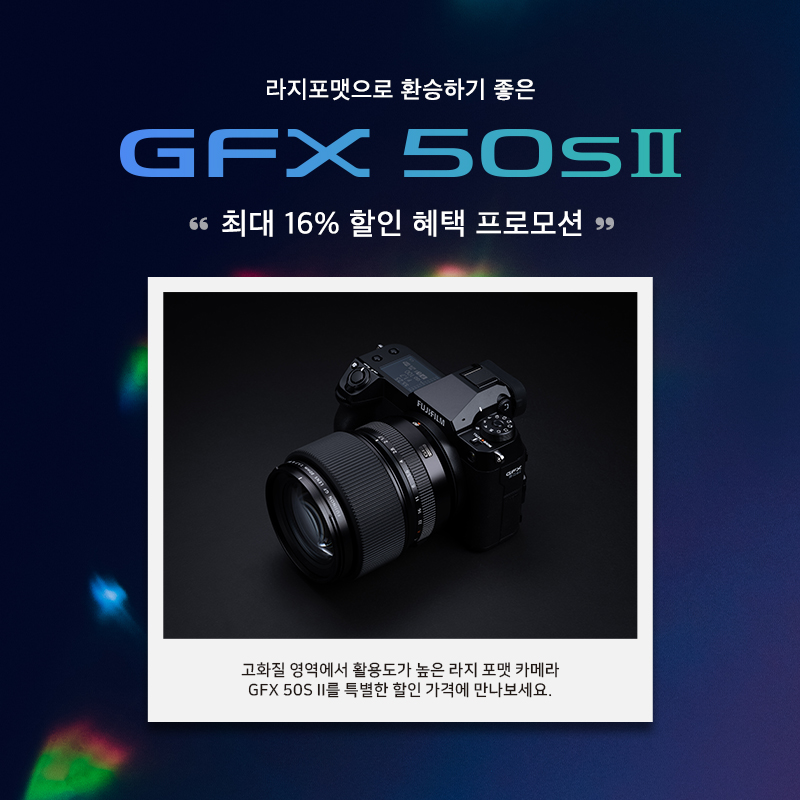 라지포맷으로 환승하기 좋은
GFX 50SII
“ 최대 16% 할인 혜택 프로모션 ”
FUJIFILM
GFX
고화질 영역에서 활용도가 높은 라지 포맷 카메라
GFX 50S II를 특별한 할인 가격에 만나보세요.